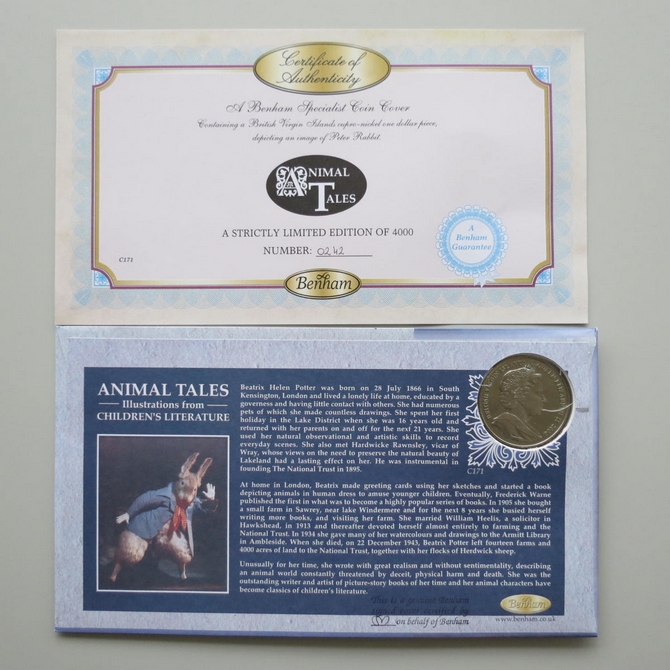 Certificate of
Authenticity
A Benham Specialist Coin Cover
Containing a British Virgin Islands cupro-nickel one dollar piece,
depicting an image of Peter Rabbit.
ANIMAL
TALES
A STRICTLY LIMITED EDITION OF 4000
NUMBER: 0242
A
Benham
Guarantee
C171
Benham
ANIMAL TALES
Illustrations from
CHILDREN'S LITERATURE
Beatrix Helen Potter was born on 28 July 1866 in South
Kensington, London and lived a lonely life at home, educated by a
governess and having little contact with others. She had numerous
pets of which she made countless drawings. She spent her first
holiday in the Lake District when she was 16 years old and
returned with her parents on and off for the next 21 years. She
used her natural observational and artistic skills to record
everyday scenes. She also met Hardwicke Rawnsley, vicar of
Wray, whose views on the need to preserve the natural beauty of
Lakeland had a lasting effect on her. He was instrumental in
founding The National Trust in 1895.
At home in London, Beatrix made greeting cards using her sketches and started a book
depicting animals in human dress to amuse younger children. Eventually, Frederick Warne
published the first in what was to become a highly popular series of books. In 1905 she bought
a small farm in Sawrey, near lake Windermere and for the next 8 years she busied herself
writing more books, and visiting her farm. She married William Heelis, a solicitor in
Hawkshead, in 1913 and thereafter devoted herself almost entirely to farming and the
National Trust. In 1934 she gave many of her watercolours and drawings to the Armitt Library
in Ambleside. When she died, on 22 December 1943, Beatrix Potter left fourteen farms and
4000 acres of land to the National Trust, together with her flocks of Herdwick sheep.
Unusually for her time, she wrote with great realism and without sentimentality, describing
an animal world constantly threatened by deceit, physical harm and death. She was the
outstanding writer and artist of picture-story books of her time and her animal characters have
become classics of children's literature.
C171
This is a genuine Benham
on behalf of Benham
Benham
www.benham.co.uk